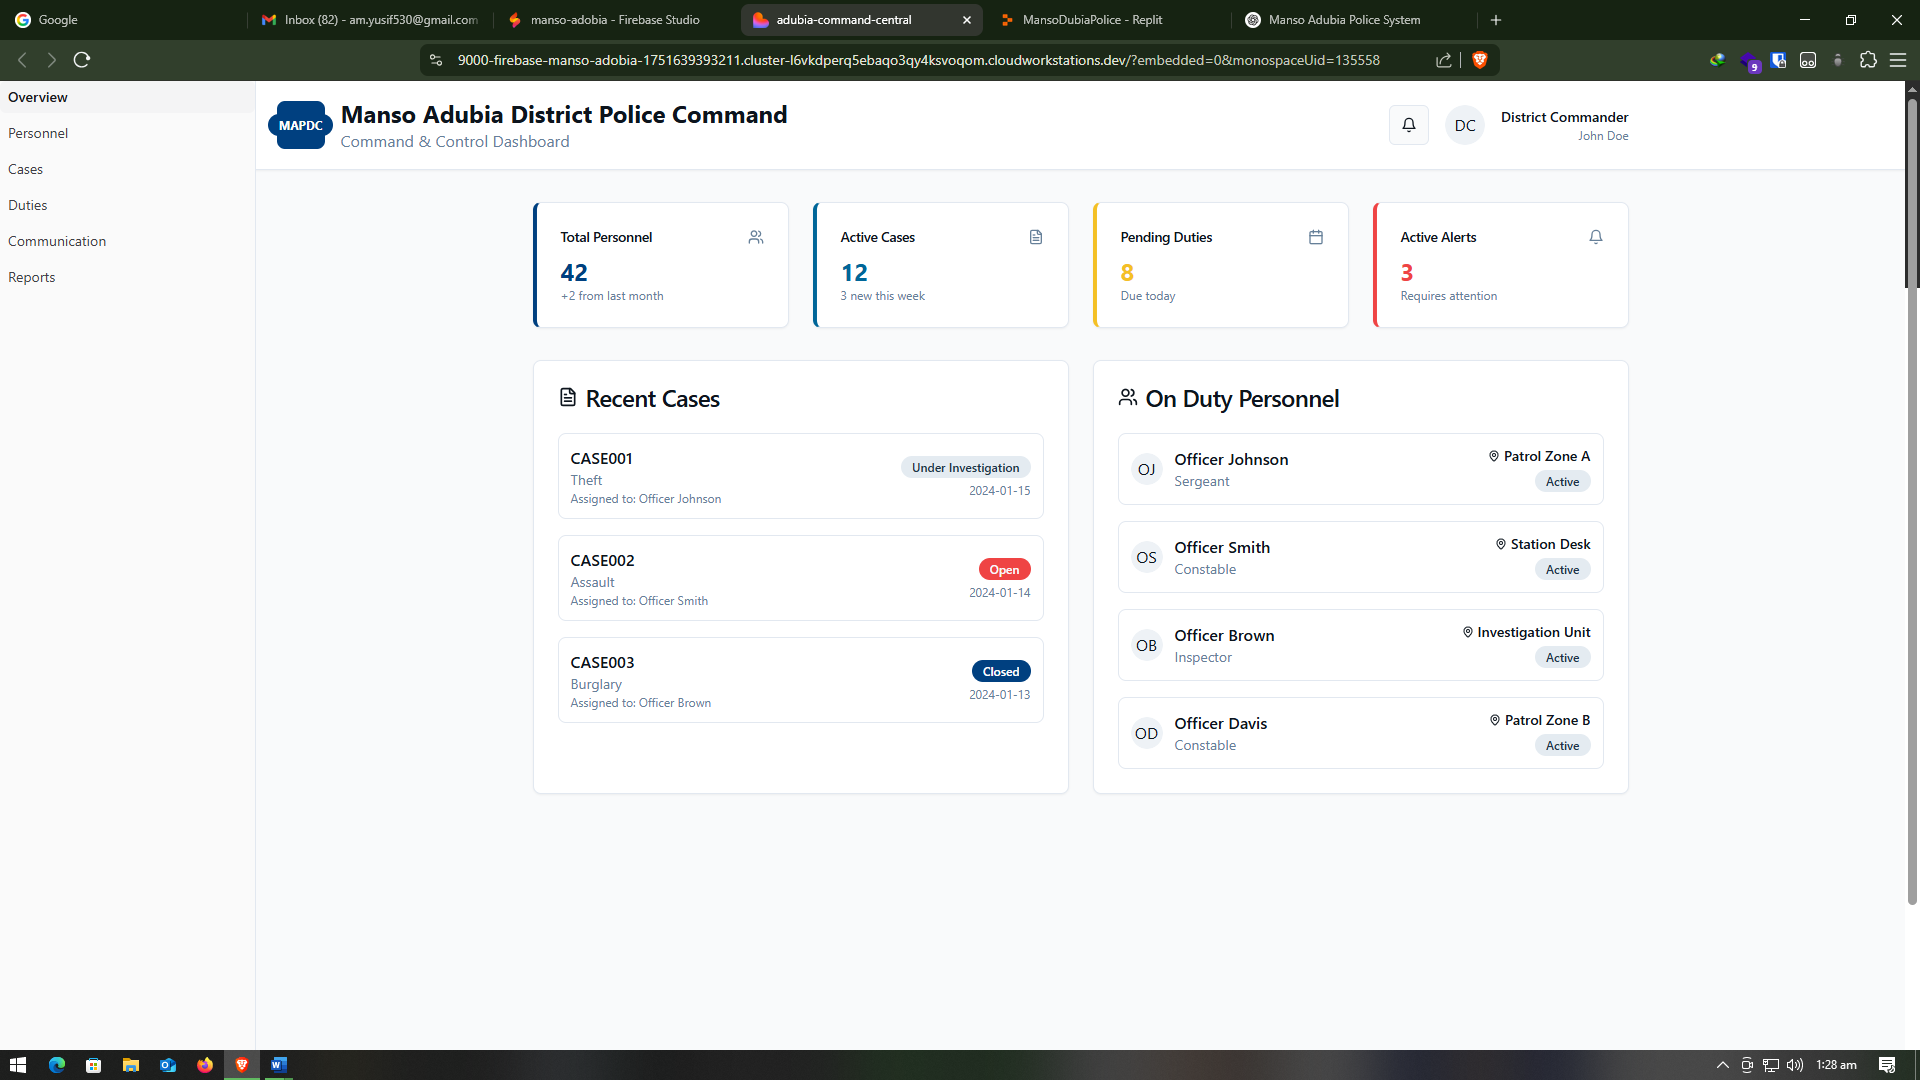 Google
Inbox (82) - am.yusif530@gmail.com
manso-adobia - Firebase Studio
adubia-command-central
MansoDubiaPolice - Replit
Manso Adubia Police System
9000-firebase-manso-adobia-1751639393211.cluster-l6vkdperq5ebaqo3qy4ksvoqom.cloudworkstations.dev/?embedded=0&monospaceUid=135558
9
Overview
Personnel
Cases
Duties
Communication
Reports
MAPDC
Manso Adubia District Police Command
Command & Control Dashboard
DC
District Commander
John Doe
Total Personnel
42
+2 from last month
Active Cases
12
3 new this week
Pending Duties
8
Due today
Active Alerts
3
Requires attention
Recent Cases
CASE001
Theft
Assigned to: Officer Johnson
Under Investigation
2024-01-15
CASE002
Assault
Assigned to: Officer Smith
Open
2024-01-14
CASE003
Burglary
Assigned to: Officer Brown
Closed
2024-01-13
On Duty Personnel
OJ
Officer Johnson
Sergeant
Patrol Zone A
Active
OS
Officer Smith
Constable
Station Desk
Active
OB
Officer Brown
Inspector
Investigation Unit
Active
OD
Officer Davis
Constable
Patrol Zone B
Active
1:28 am